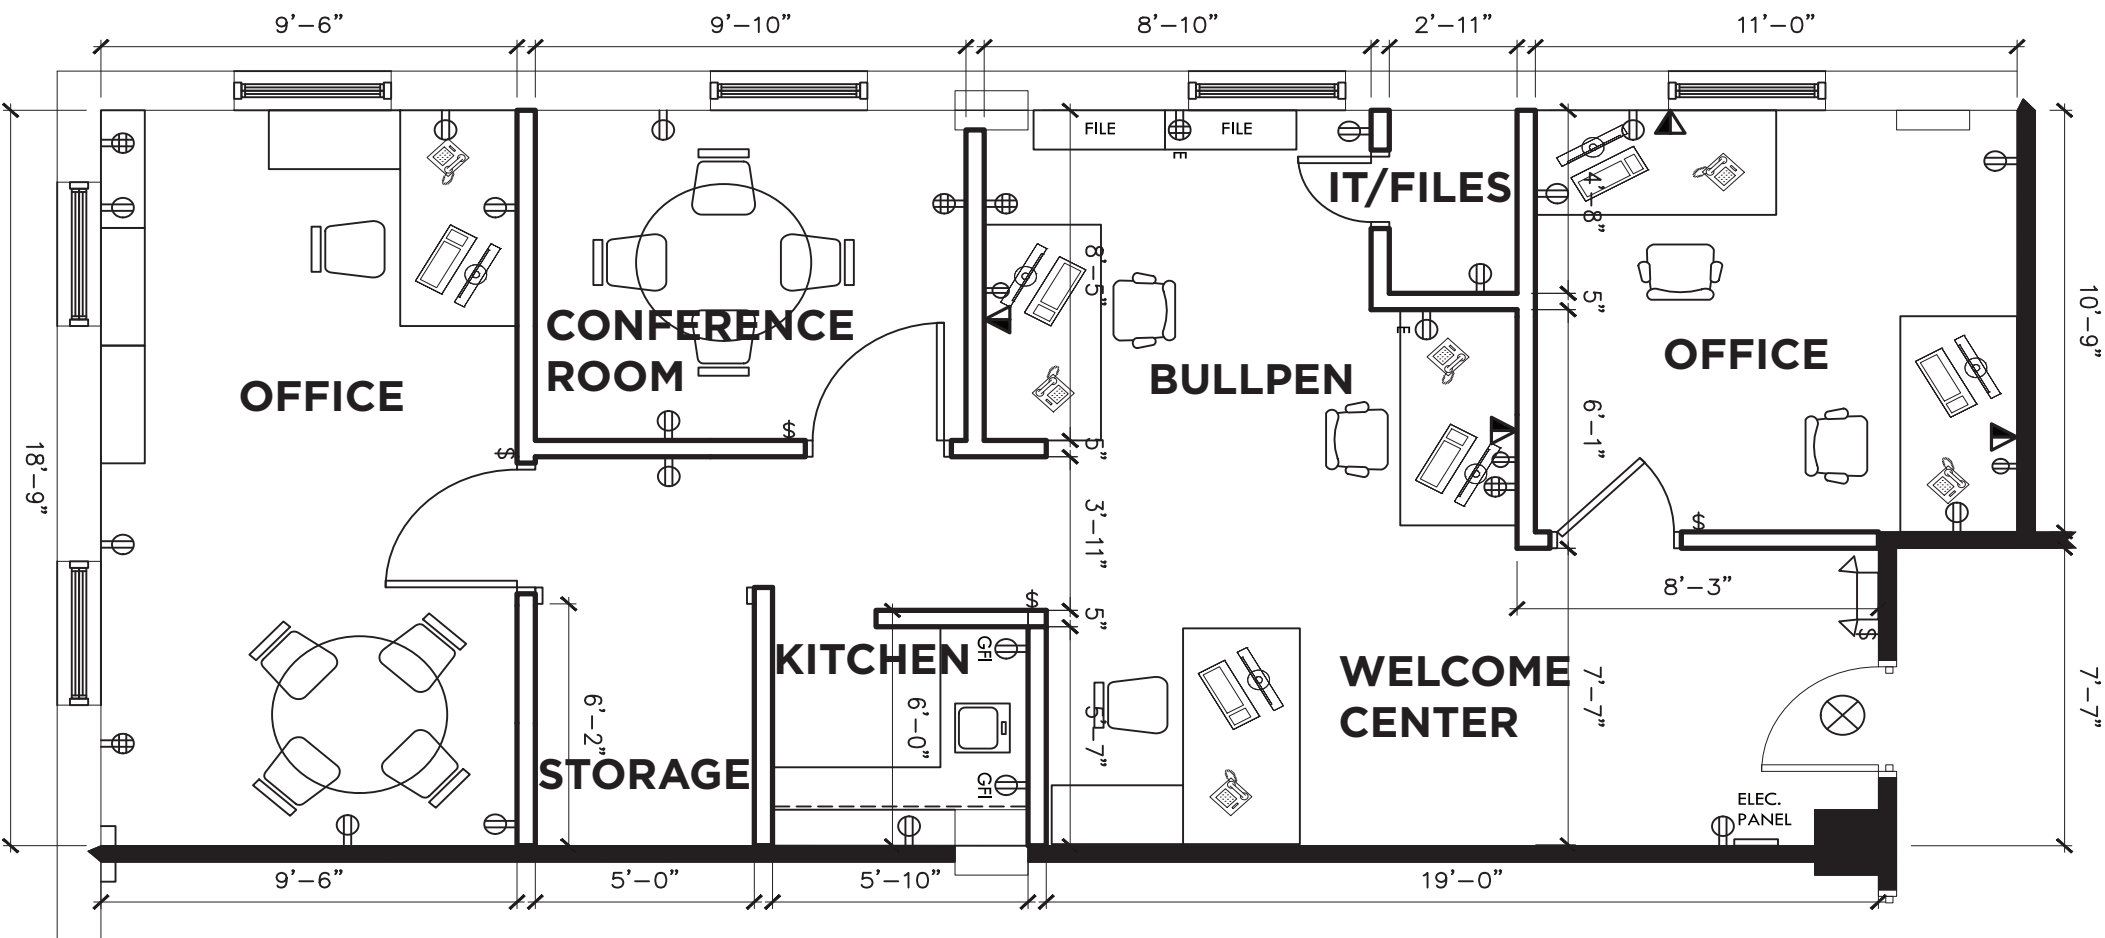 9'-6"
9'-10"
8'-10"
2'-11"
11'-0"
FILE
FILE
E
IT/FILES
4'-8"
8'-5"
5"
10'-9"
CONFERENCE
ROOM
E
OFFICE
BULLPEN
OFFICE
6'-1"
$
$
5"
18'-9"
3'-11"
$
8'-3"
$
5"
$
KITCHEN
GFI
WELCOME
CENTER
7'-7"
7'-7"
6'-2"
6'-0"
5'-7"
STORAGE
GFI
ELEC.
PANEL
9'-6"
5'-0"
5'-10"
19'-0"